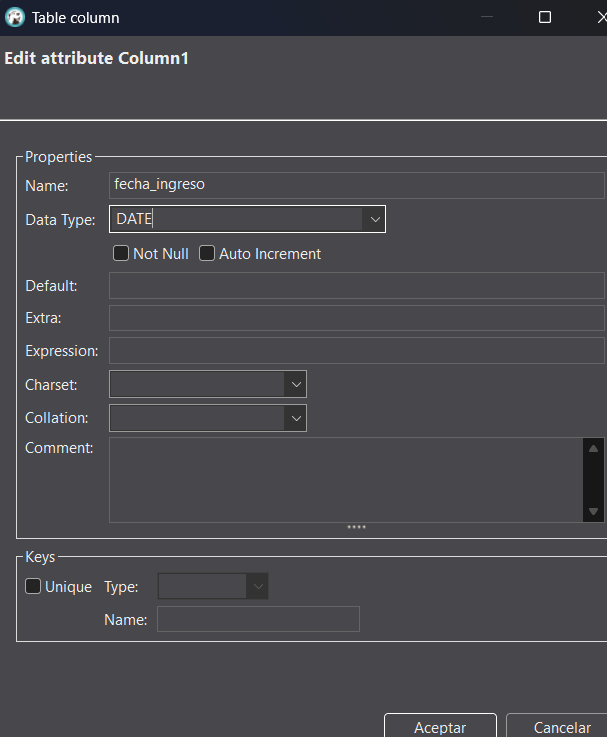 Table column
Edit attribute Column1
Properties
Name: fecha_ingreso
Data Type: DATE
Not Null Auto Increment
Default:
Extra:
Expression:
Charset:
Collation:
Comment:
Keys
Unique Type:
Name:
Aceptar Cancelar